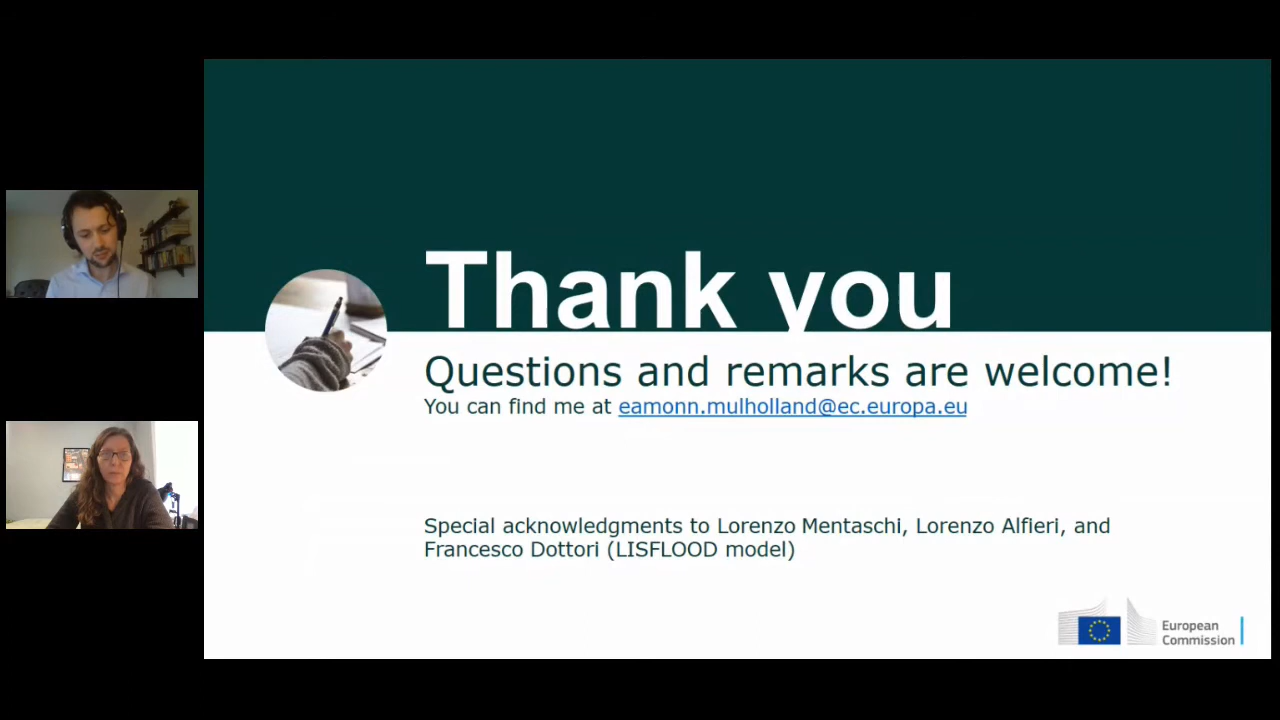 Thank you
Questions and remarks are welcome!
You can find me at eamonn.mulholland@ec.europa.eu
Special acknowledgments to Lorenzo Mentaschi, Lorenzo Alfieri, and
Francesco Dottori (LISFLOOD model)
European
Commission